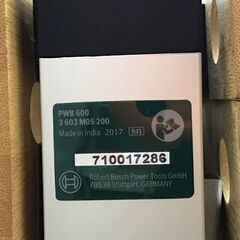 PWB 600
3 603 M05 200
Made in India 2017 9J1
710017286
Robert Bosch Power Tools GmbH
70538 Stuttgart, GERMANY